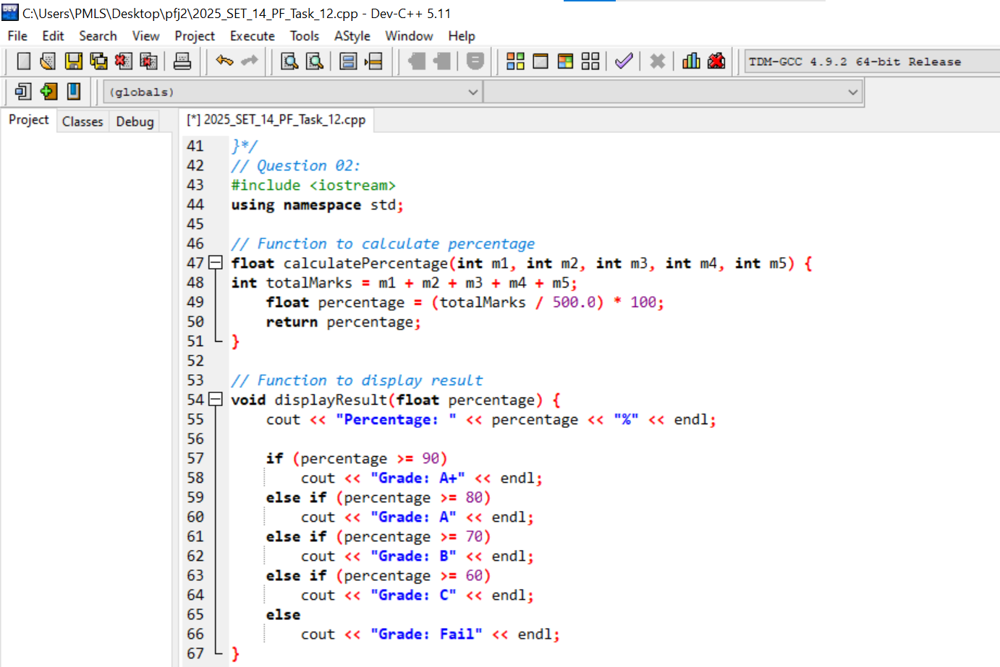 C:\Users\PMLS\Desktop\pfj2\2025_SET_14_PF_Task_12.cpp - Dev-C++ 5.11
File Edit Search View Project Execute Tools AStyle Window Help
TDM-GCC 4.9.2 64-bit Release
(globals)
Project Classes Debug [*] 2025_SET_14_PF_Task_12.cpp
41 }*/
42 // Question 02:
43 #include <iostream>
44 using namespace std;
45
46 // Function to calculate percentage
47 float calculatePercentage(int m1, int m2, int m3, int m4, int m5) {
48 int totalMarks = m1 + m2 + m3 + m4 + m5;
49     float percentage = (totalMarks / 500.0) * 100;
50     return percentage;
51 }
52
53 // Function to display result
54 void displayResult(float percentage) {
55     cout << "Percentage: " << percentage << "%" << endl;
56
57     if (percentage >= 90)
58         cout << "Grade: A+" << endl;
59     else if (percentage >= 80)
60         cout << "Grade: A" << endl;
61     else if (percentage >= 70)
62         cout << "Grade: B" << endl;
63     else if (percentage >= 60)
64         cout << "Grade: C" << endl;
65     else
66         cout << "Grade: Fail" << endl;
67 }